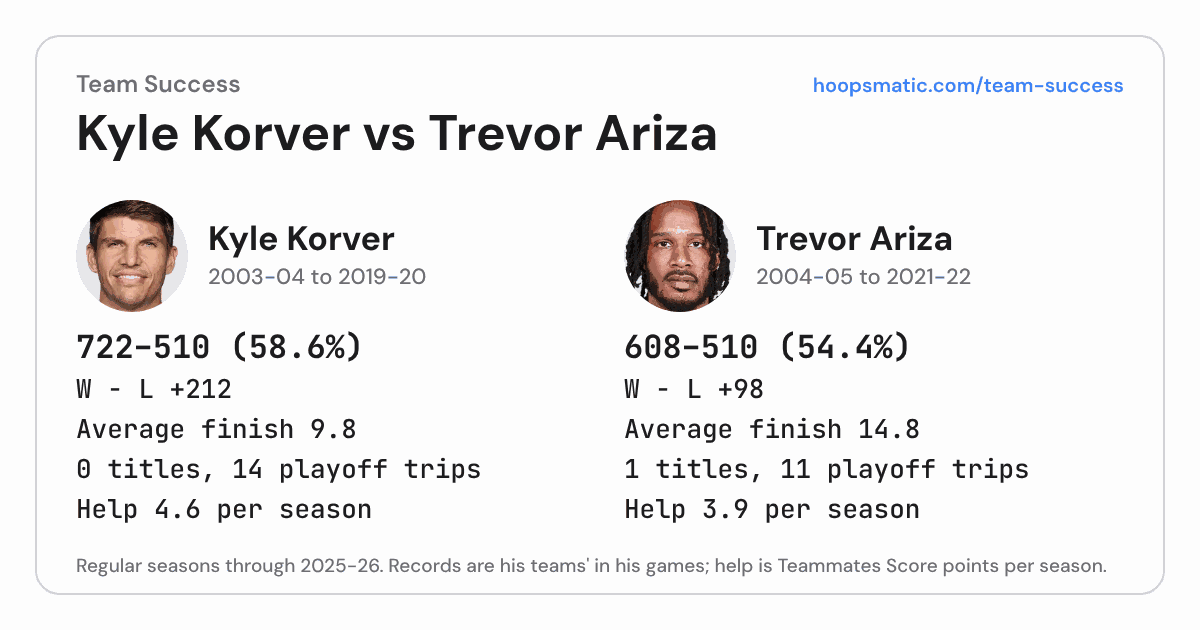 Team Success
hoopsmatic.com/team-success
Kyle Korver vs Trevor Ariza
Kyle Korver
2003-04 to 2019-20
722-510 (58.6%)
W - L +212
Average finish 9.8
0 titles, 14 playoff trips
Help 4.6 per season
Trevor Ariza
2004-05 to 2021-22
608-510 (54.4%)
W - L +98
Average finish 14.8
1 titles, 11 playoff trips
Help 3.9 per season
Regular seasons through 2025-26. Records are his teams' in his games; help is Teammates Score points per season.